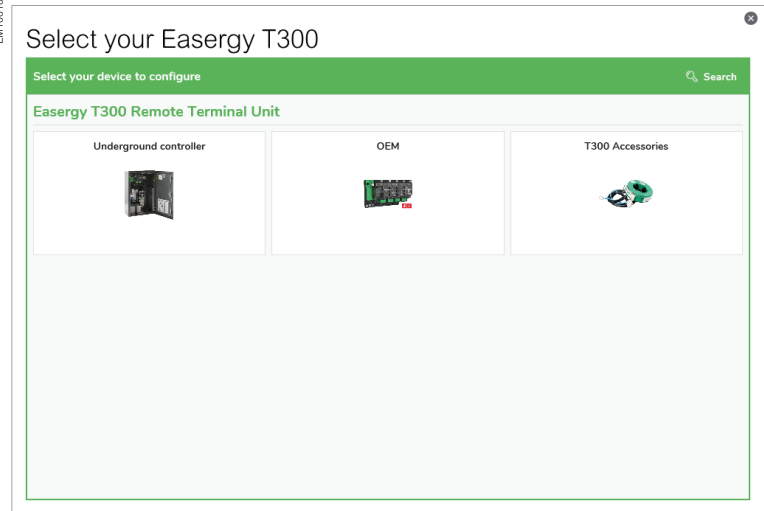 Select your Easergy T300
Select your device to configure
Search
Easergy T300 Remote Terminal Unit
Underground controller
OEM
T300 Accessories